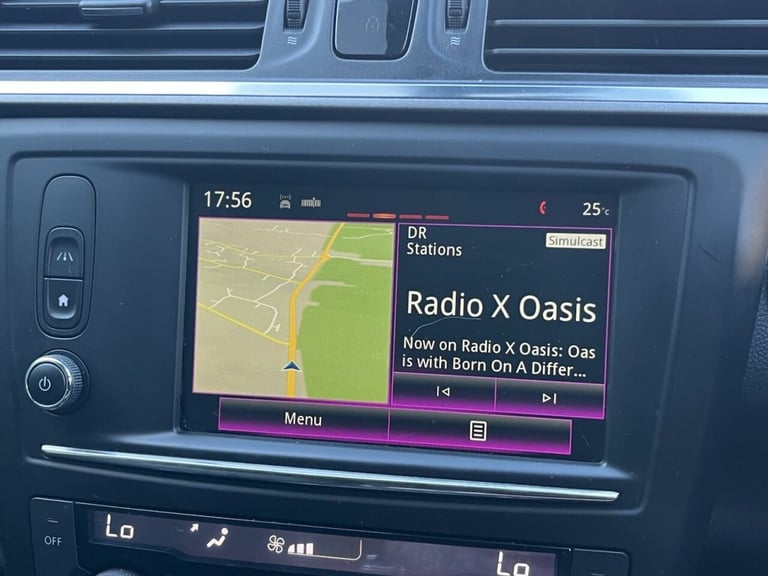 17:56
25°c
DR
Stations
Simulcast
Radio X Oasis
Now on Radio X Oasis: Oas
is with Born On A Differ...
Menu
OFF
Lo
Lo